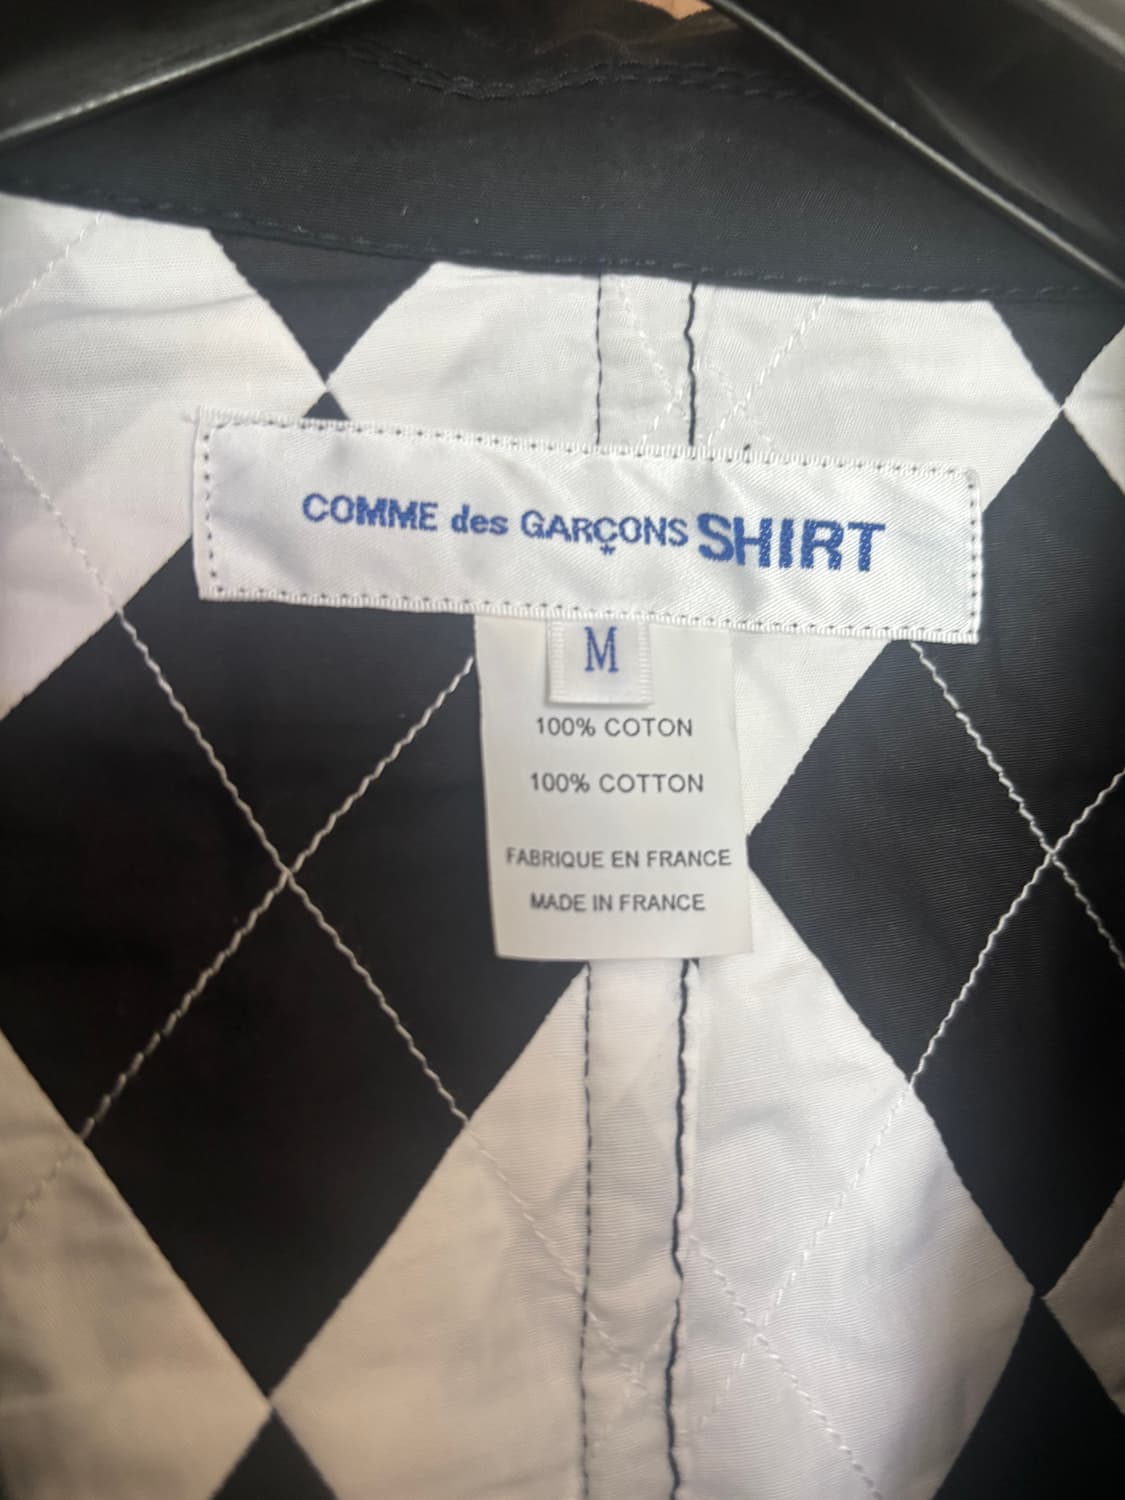 COMME des GARÇONS SHIRT
M
100% COTON
100% COTTON
FABRIQUE EN FRANCE
MADE IN FRANCE